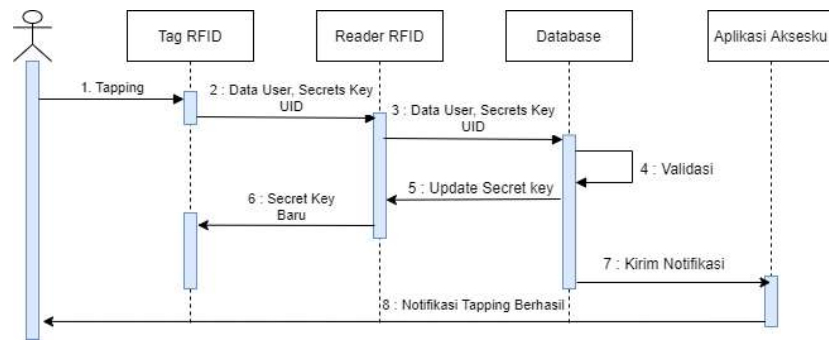 Tag RFID
Reader RFID
Database
Aplikasi Aksesku
1. Tapping
2 : Data User, Secrets Key
UID
3 : Data User, Secrets Key
UID
4 : Validasi
5 : Update Secret key
6 : Secret Key
Baru
7 : Kirim Notifikasi
8 : Notifikasi Tapping Berhasil